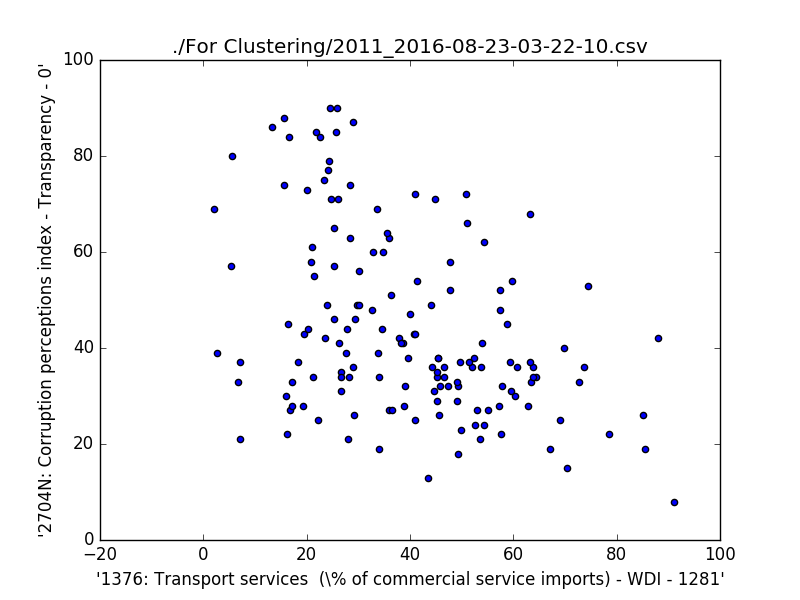 ./For Clustering/2011_2016-08-23-03-22-10.csv
'2704N: Corruption perceptions index - Transparency - 0'
100
80
60
40
20
0
−20 0 20 40 60 80 100
'1376: Transport services  (\% of commercial service imports) - WDI - 1281'